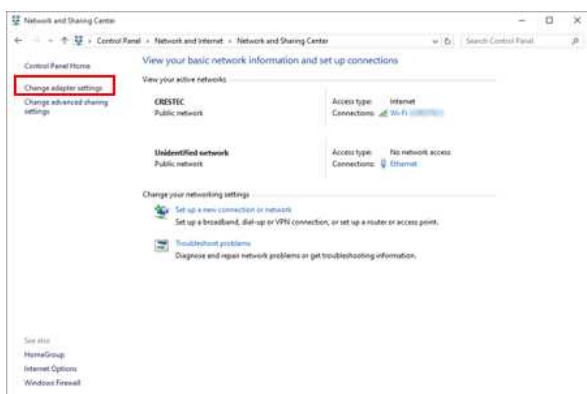 Network and Sharing Center
Control Panel > Network and Internet > Network and Sharing Center
Search Control Panel
Control Panel Home
Change adapter settings
Change advanced sharing
settings
View your basic network information and set up connections
View your active networks
CRESTEC
Public network
Access type: Internet
Connections: Wi-Fi
Unidentified network
Public network
Access type: No network access
Connections: Ethernet
Change your networking settings
Set up a new connection or network
Set up a broadband, dial-up or VPN connection, or set up a router or access point.
Troubleshoot problems
Diagnose and repair network problems or get troubleshooting information.
See also
HomeGroup
Internet Options
Windows Firewall